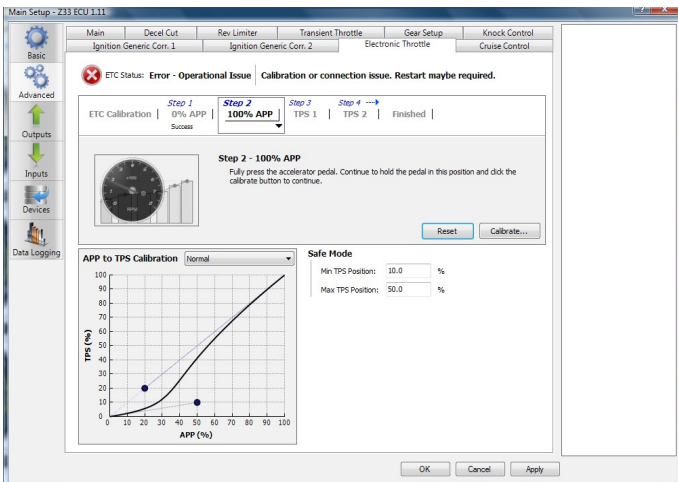 Main Setup - Z33 ECU 1.11
Basic
Advanced
Outputs
Inputs
Devices
Data Logging
Main Decel Cut Rev Limiter Transient Throttle Gear Setup Knock Control
Ignition Generic Corr. 1 Ignition Generic Corr. 2 Electronic Throttle Cruise Control
ETC Status: Error - Operational Issue Calibration or connection issue. Restart maybe required.
Step 1 Step 2 Step 3 Step 4
ETC Calibration 0% APP 100% APP TPS 1 TPS 2 Finished
Success
Step 2 - 100% APP
Fully press the accelerator pedal. Continue to hold the pedal in this position and click the
calibrate button to continue.
Reset Calibrate...
APP to TPS Calibration Normal
100
90
80
70
60
50
40
30
20
10
0
TPS (%)
0 10 20 30 40 50 60 70 80 90 100
APP (%)
Safe Mode
Min TPS Position: 10.0 %
Max TPS Position: 50.0 %
OK Cancel Apply